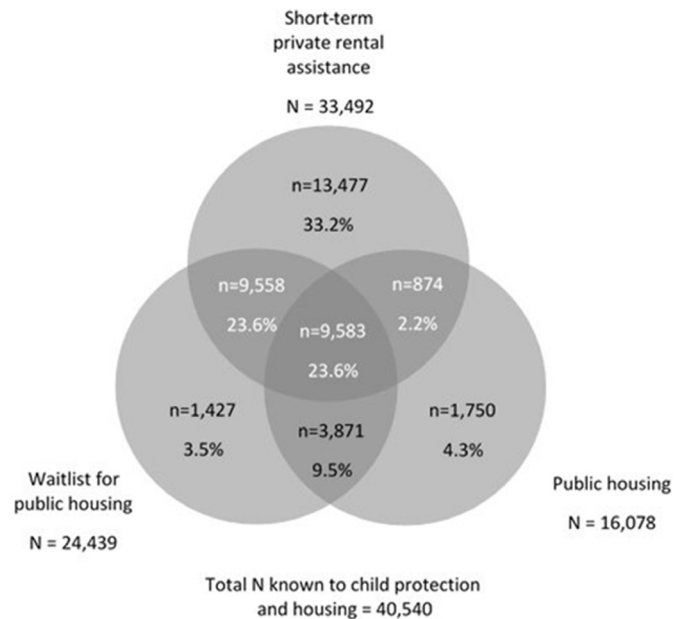 Short-term
private rental
assistance
N = 33,492
n=13,477
33.2%
n=9,558
23.6%
n=874
2.2%
n=9,583
23.6%
n=1,427
3.5%
n=3,871
9.5%
n=1,750
4.3%
Waitlist for
public housing
N = 24,439
Public housing
N = 16,078
Total N known to child protection
and housing = 40,540